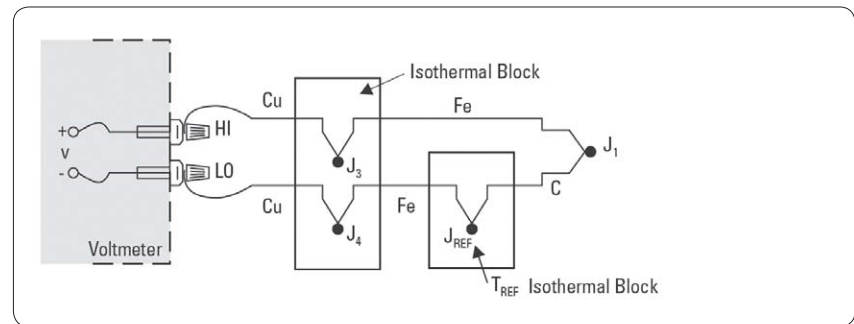 Isothermal Block
Cu
Fe
+
v
-
HI
LO
J3
J1
Cu
Fe
C
J4
JREF
Voltmeter
TREF Isothermal Block